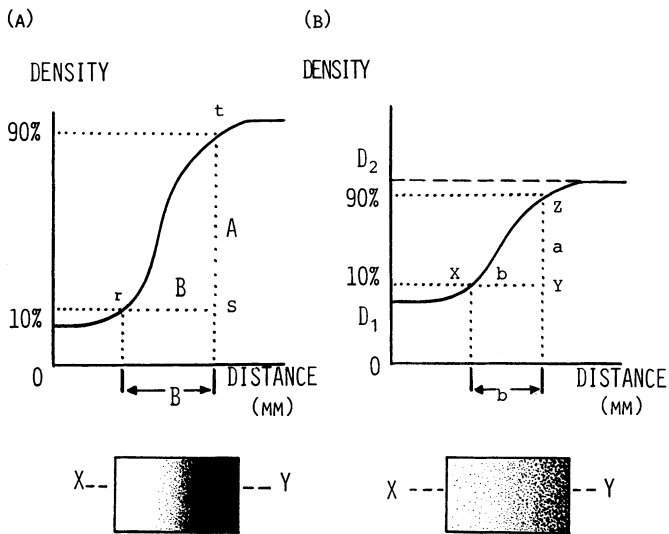 (A)
DENSITY
t
90%
A
r
B
S
10%
0
B
DISTANCE
(MM)
X
Y
(B)
DENSITY
D2
90%
Z
a
X
b
10%
Y
D1
0
b
DISTANCE
(MM)
X
Y